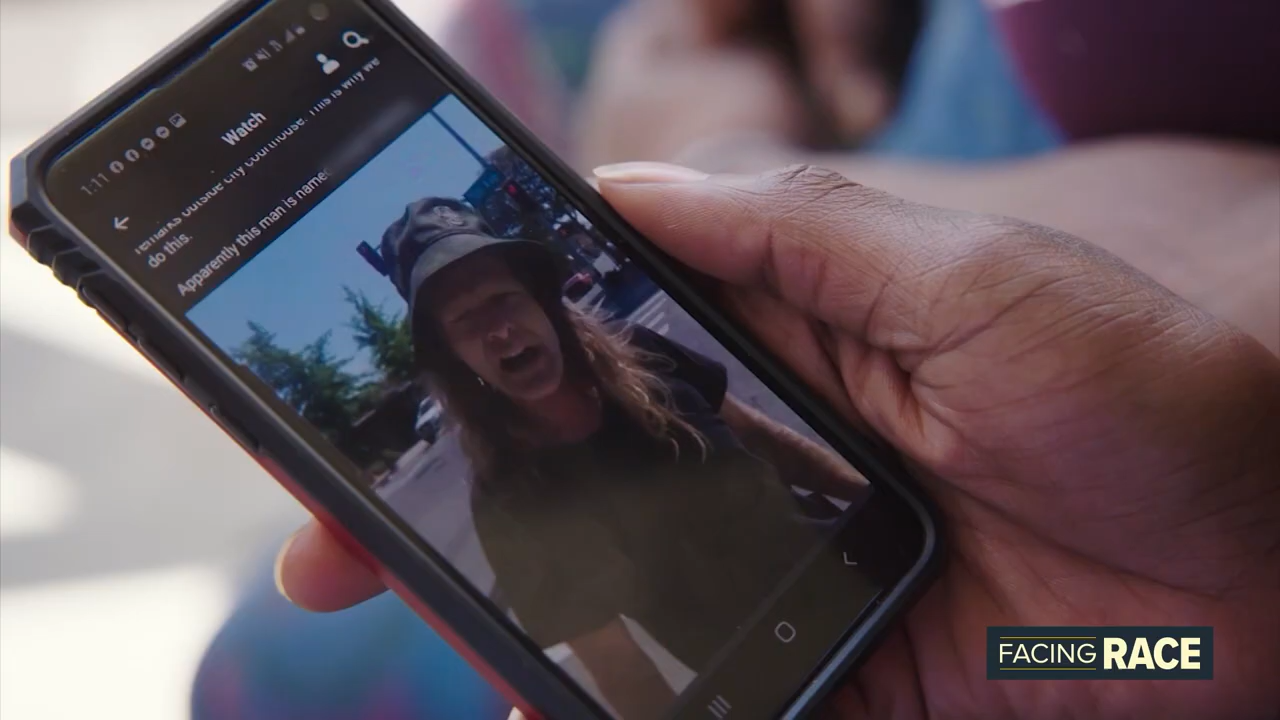 1:11
Watch
remarks outside city courthouse. This is why we
do this.
Apparently this man is named
FACING RACE